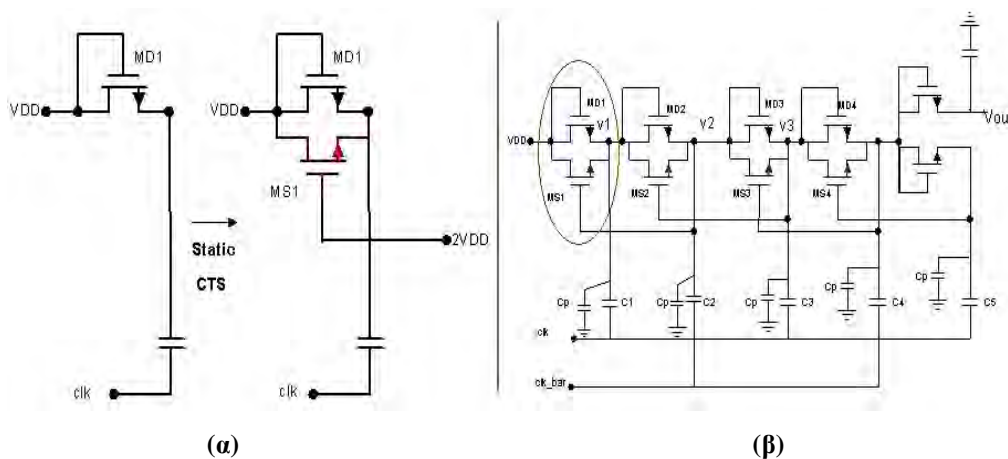 MD1
VDD
clk
Static
CTS
MD1
VDD
MS1
2VDD
clk
(α)
MD1
MD2
MD3
MD4
VDD
V1
V2
V3
Vou
MS1
MS2
MS3
MS4
Cp
C1
Cp
C2
Cp
C3
Cp
C4
Cp
C5
clk
clk_bar
(β)